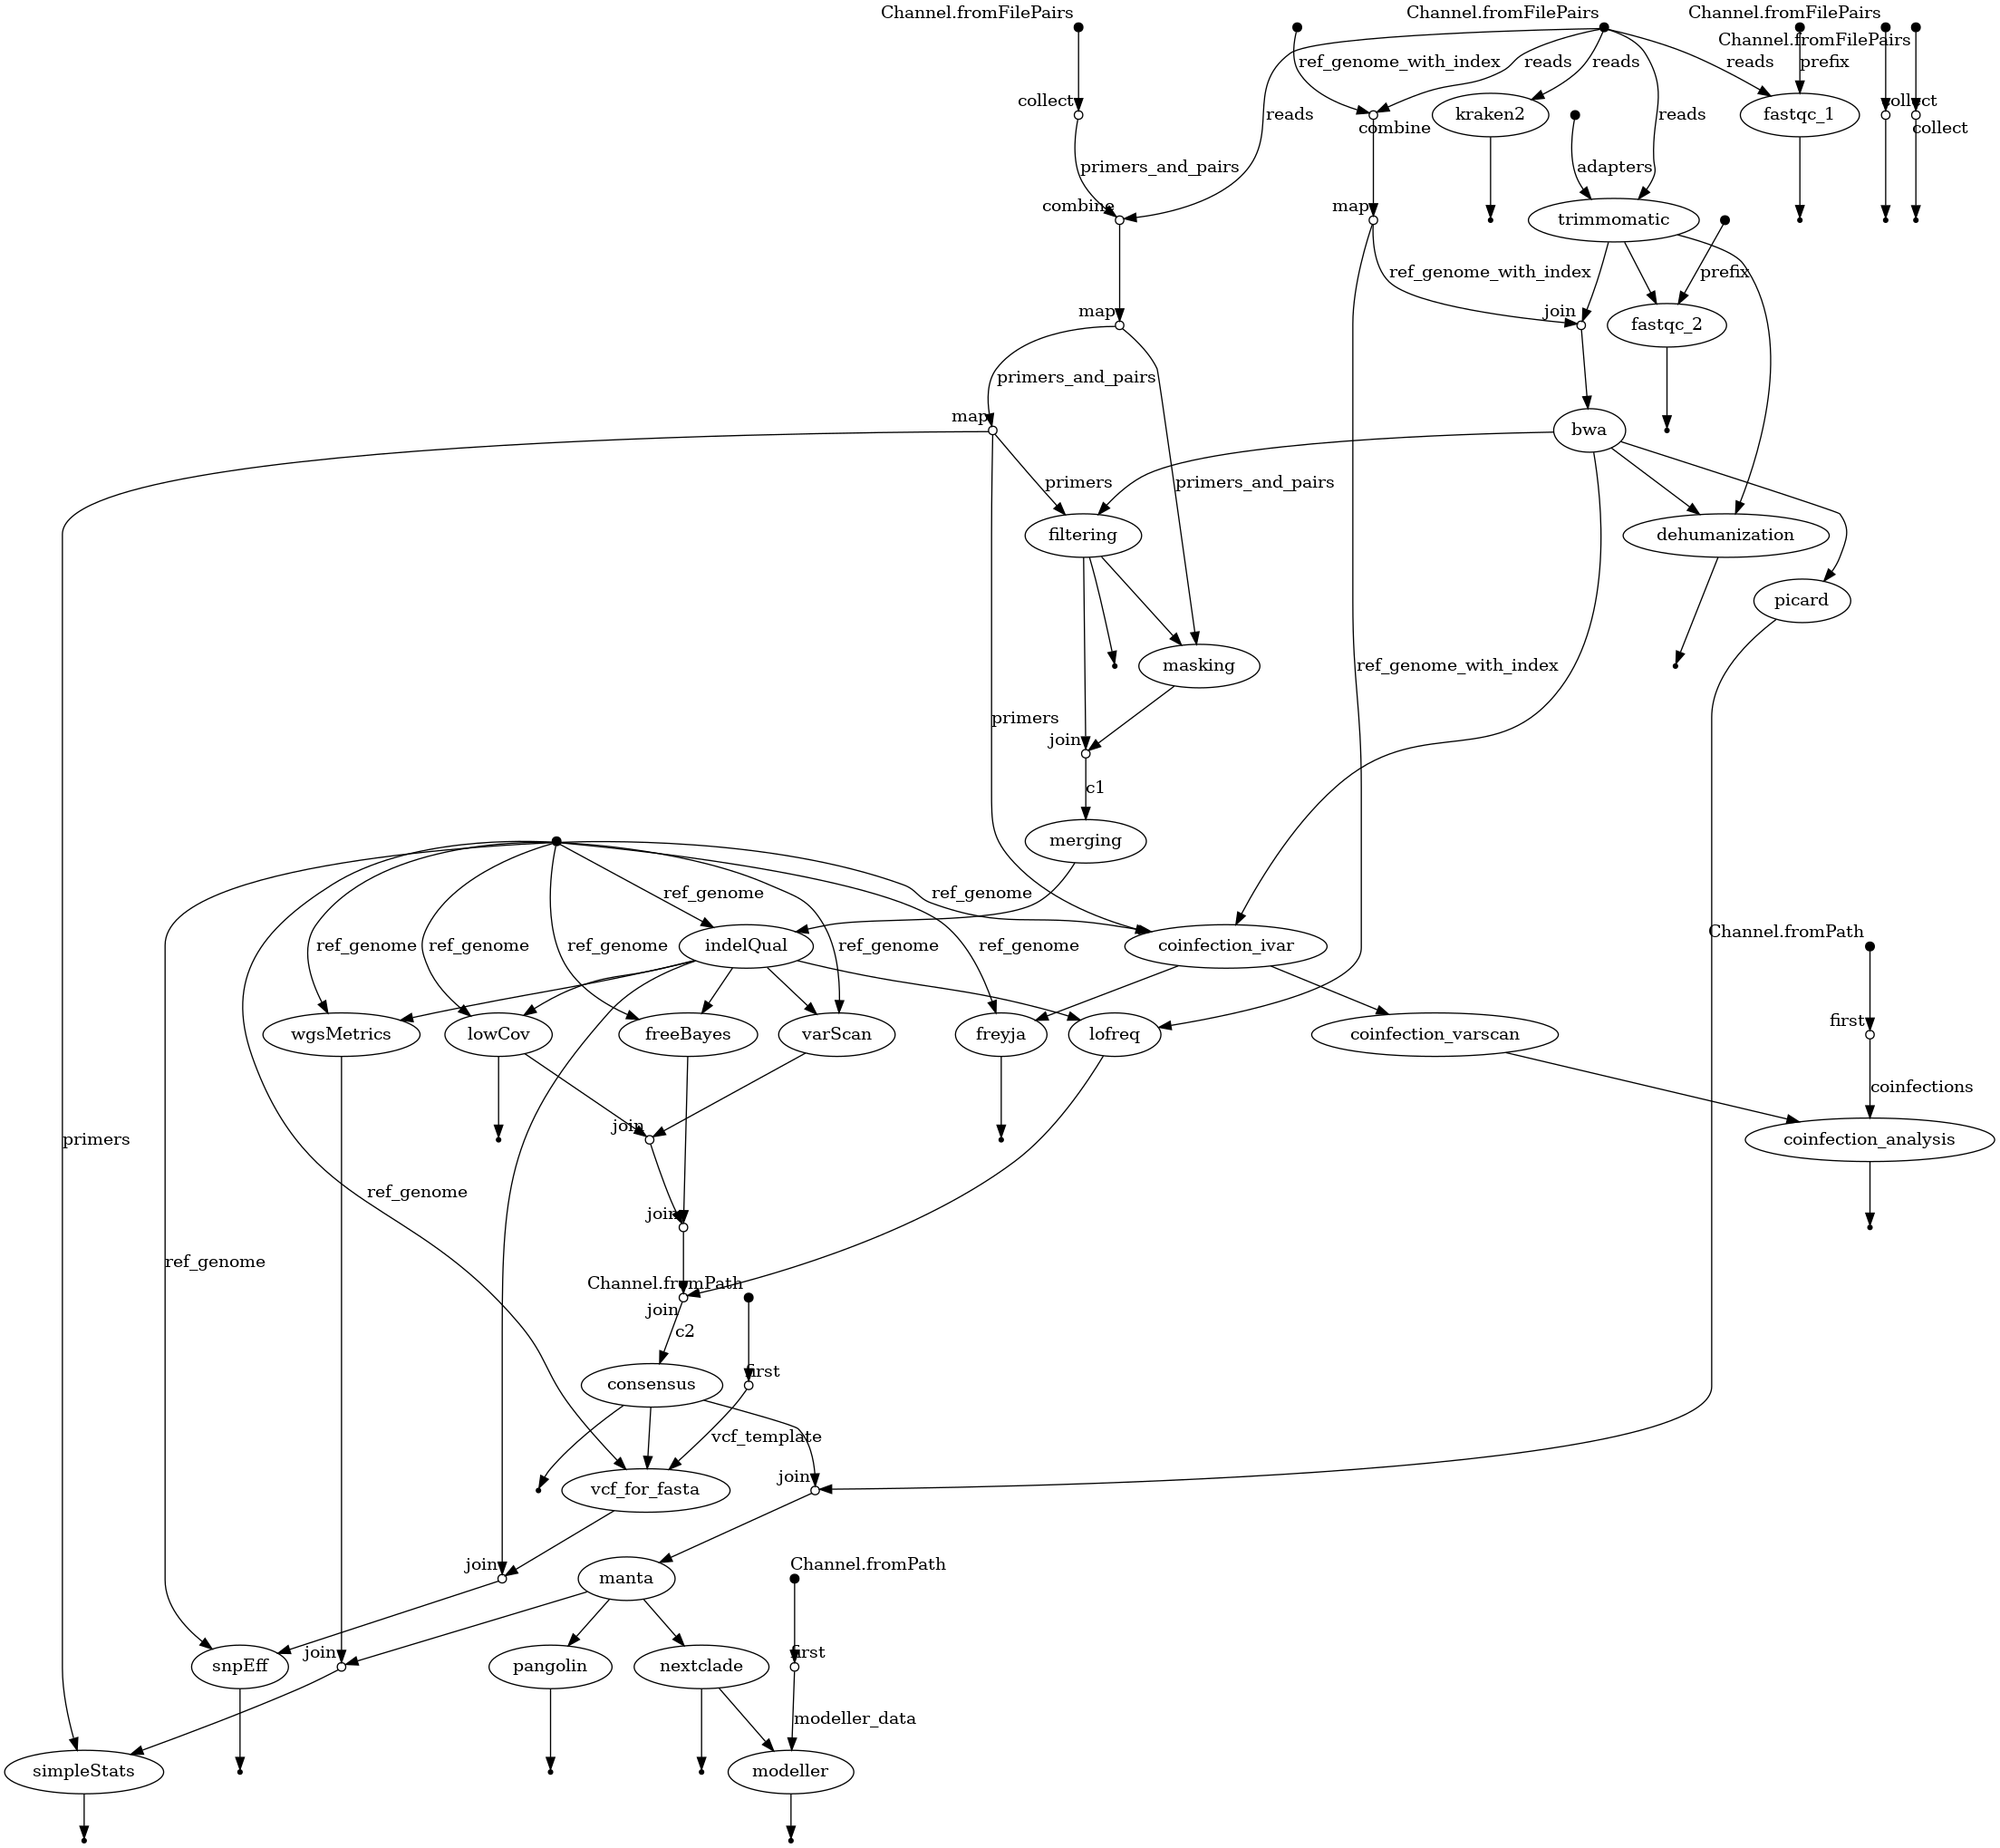 Channel.fromFilePairs
Channel.fromFilePairs
Channel.fromFilePairs
Channel.fromFilePairs
ref_genome_with_index
reads
reads
reads
prefix
collect
reads
combine
kraken2
reads
fastqc_1
collect
collect
primers_and_pairs
adapters
combine
map
trimmomatic
ref_genome_with_index
prefix
map
join
fastqc_2
primers_and_pairs
map
bwa
primers
primers_and_pairs
filtering
dehumanization
picard
masking
ref_genome_with_index
primers
join
c1
merging
ref_genome
ref_genome
ref_genome
ref_genome
ref_genome
ref_genome
ref_genome
indelQual
coinfection_ivar
Channel.fromPath
wgsMetrics
lowCov
freeBayes
varScan
freyja
lofreq
coinfection_varscan
first
coinfections
primers
join
coinfection_analysis
ref_genome
join
ref_genome
Channel.fromPath
join
c2
consensus
first
vcf_template
vcf_for_fasta
join
join
manta
Channel.fromPath
snpEff
join
pangolin
nextclade
first
modeller_data
simpleStats
modeller